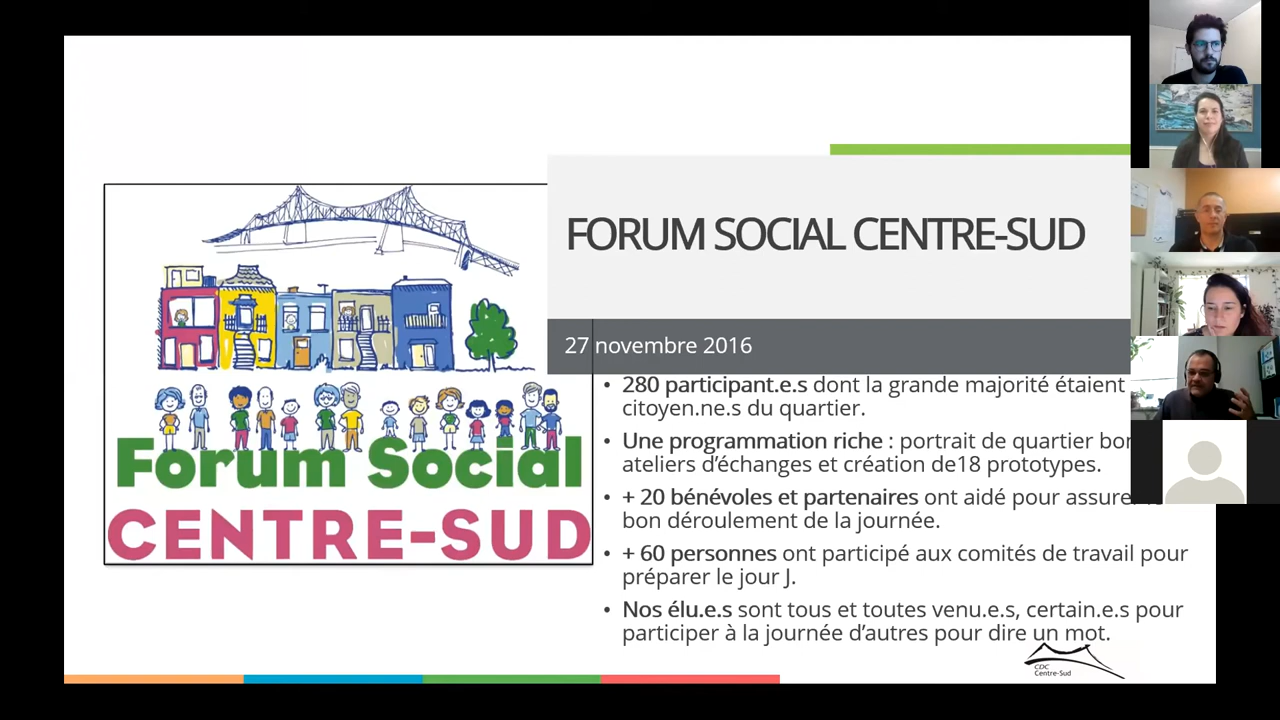 FORUM SOCIAL CENTRE-SUD
27 novembre 2016
Forum Social
CENTRE-SUD
• 280 participant.e.s dont la grande majorité étaient
citoyen.ne.s du quartier.
• Une programmation riche : portrait de quartier
ateliers d'échanges et création de18 prototypes.
• + 20 bénévoles et partenaires ont aidé pour
bon déroulement de la journée.
• + 60 personnes ont participé aux comités de travail pour
préparer le jour J.
• Nos élu.e.s sont tous et toutes venu.e.s, certain.e.s pour
participer à la journée d'autres pour dire un mot.
CDC
Centre-Sud